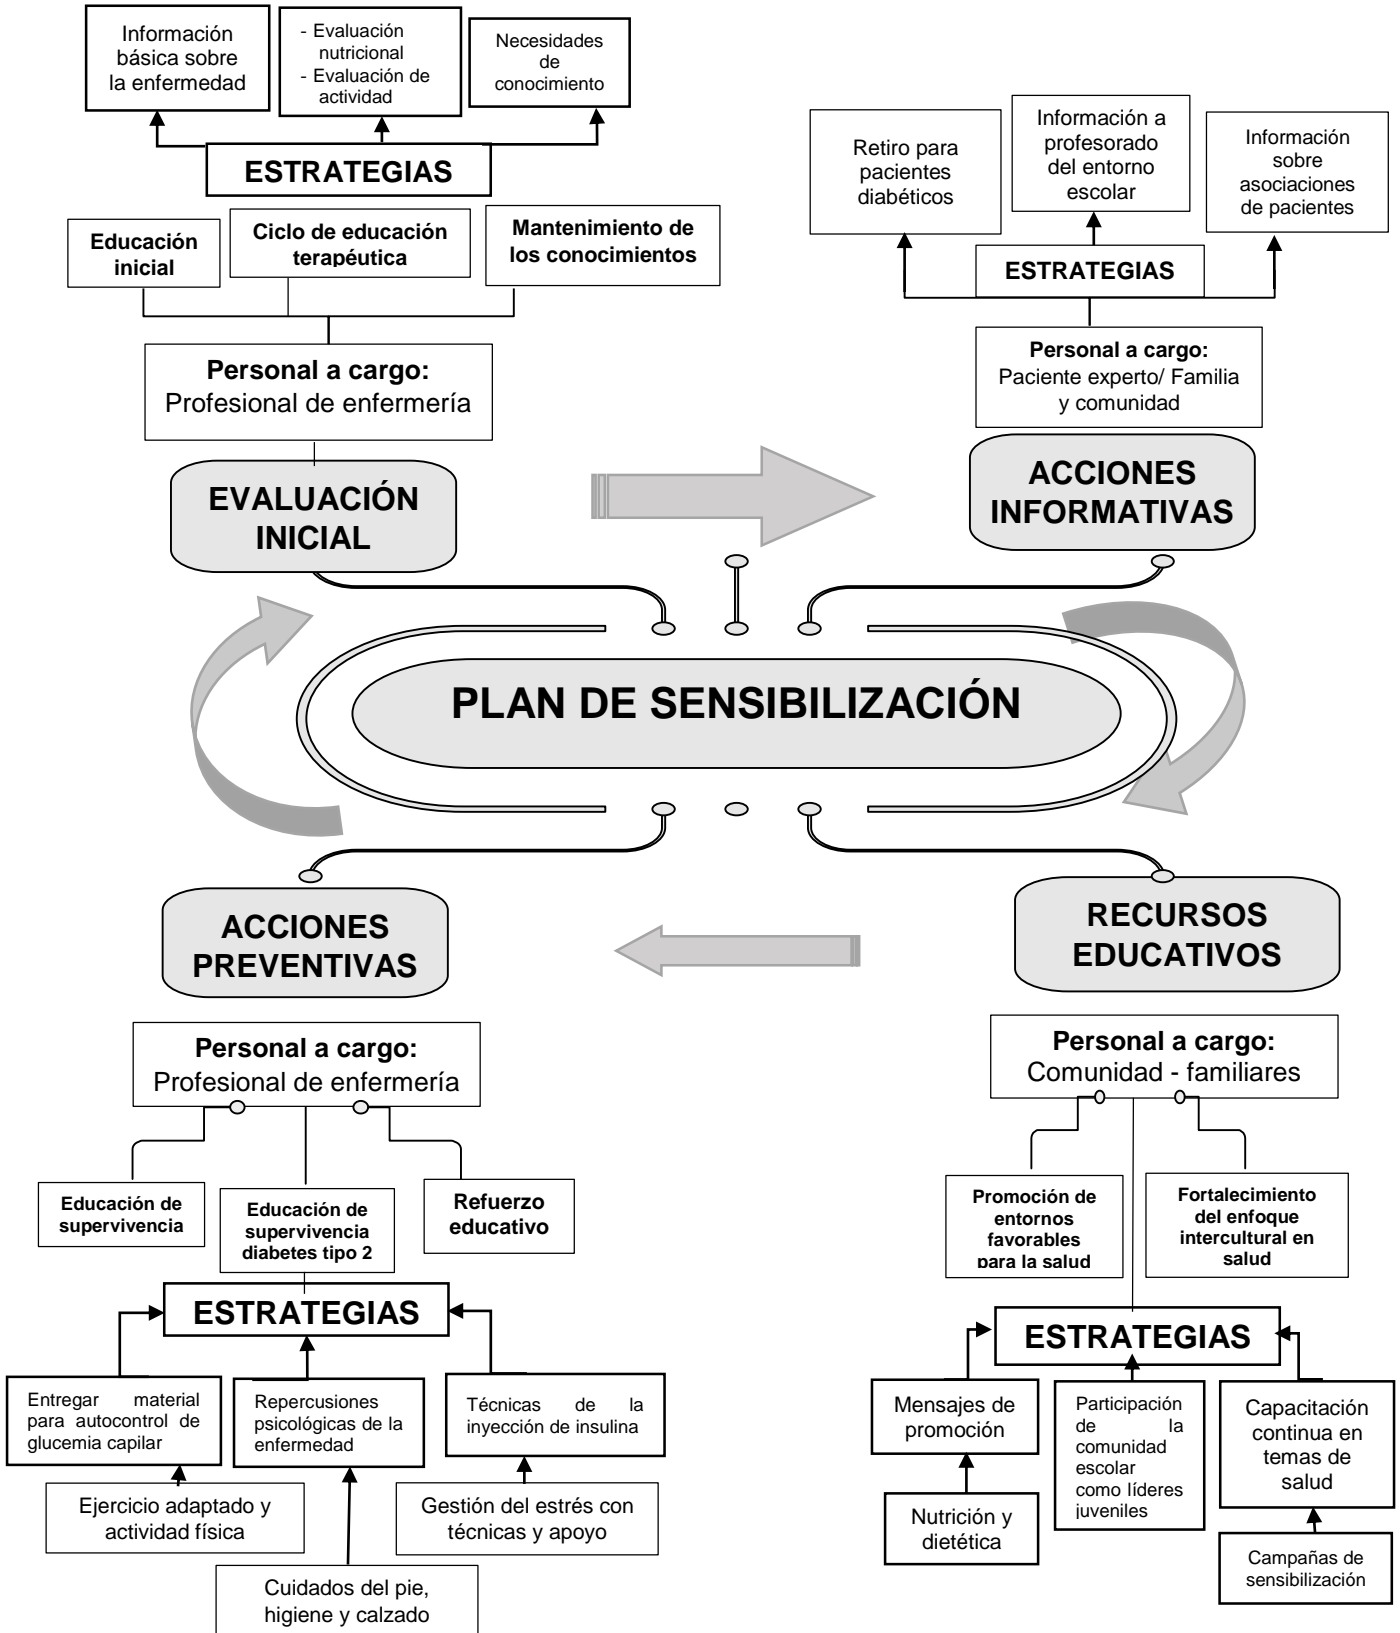 Información
básica sobre
la enfermedad
- Evaluación
nutricional
- Evaluación de
actividad
Necesidades
de
conocimiento
ESTRATEGIAS
Educación
inicial
Ciclo de educación
terapéutica
Mantenimiento de
los conocimientos
Personal a cargo:
Profesional de enfermería
EVALUACIÓN
INICIAL
Retiro para
pacientes
diabéticos
Información a
profesorado
del entorno
escolar
Información
sobre
asociaciones
de pacientes
ESTRATEGIAS
Personal a cargo:
Paciente experto/ Familia
y comunidad
ACCIONES
INFORMATIVAS
PLAN DE SENSIBILIZACIÓN
ACCIONES
PREVENTIVAS
Personal a cargo:
Profesional de enfermería
Educación de
supervivencia
Educación de
supervivencia
diabetes tipo 2
Refuerzo
educativo
ESTRATEGIAS
Entregar material
para autocontrol de
glucemia capilar
Repercusiones
psicológicas de la
enfermedad
Técnicas de la
inyección de insulina
Ejercicio adaptado y
actividad física
Gestión del estrés con
técnicas y apoyo
Cuidados del pie,
higiene y calzado
RECURSOS
EDUCATIVOS
Personal a cargo:
Comunidad - familiares
Promoción de
entornos
favorables
para la salud
Fortalecimiento
del enfoque
intercultural en
salud
ESTRATEGIAS
Mensajes de
promoción
Participación
de la
comunidad
escolar
como líderes
juveniles
Capacitación
continua en
temas de
salud
Nutrición y
dietética
Campañas de
sensibilización